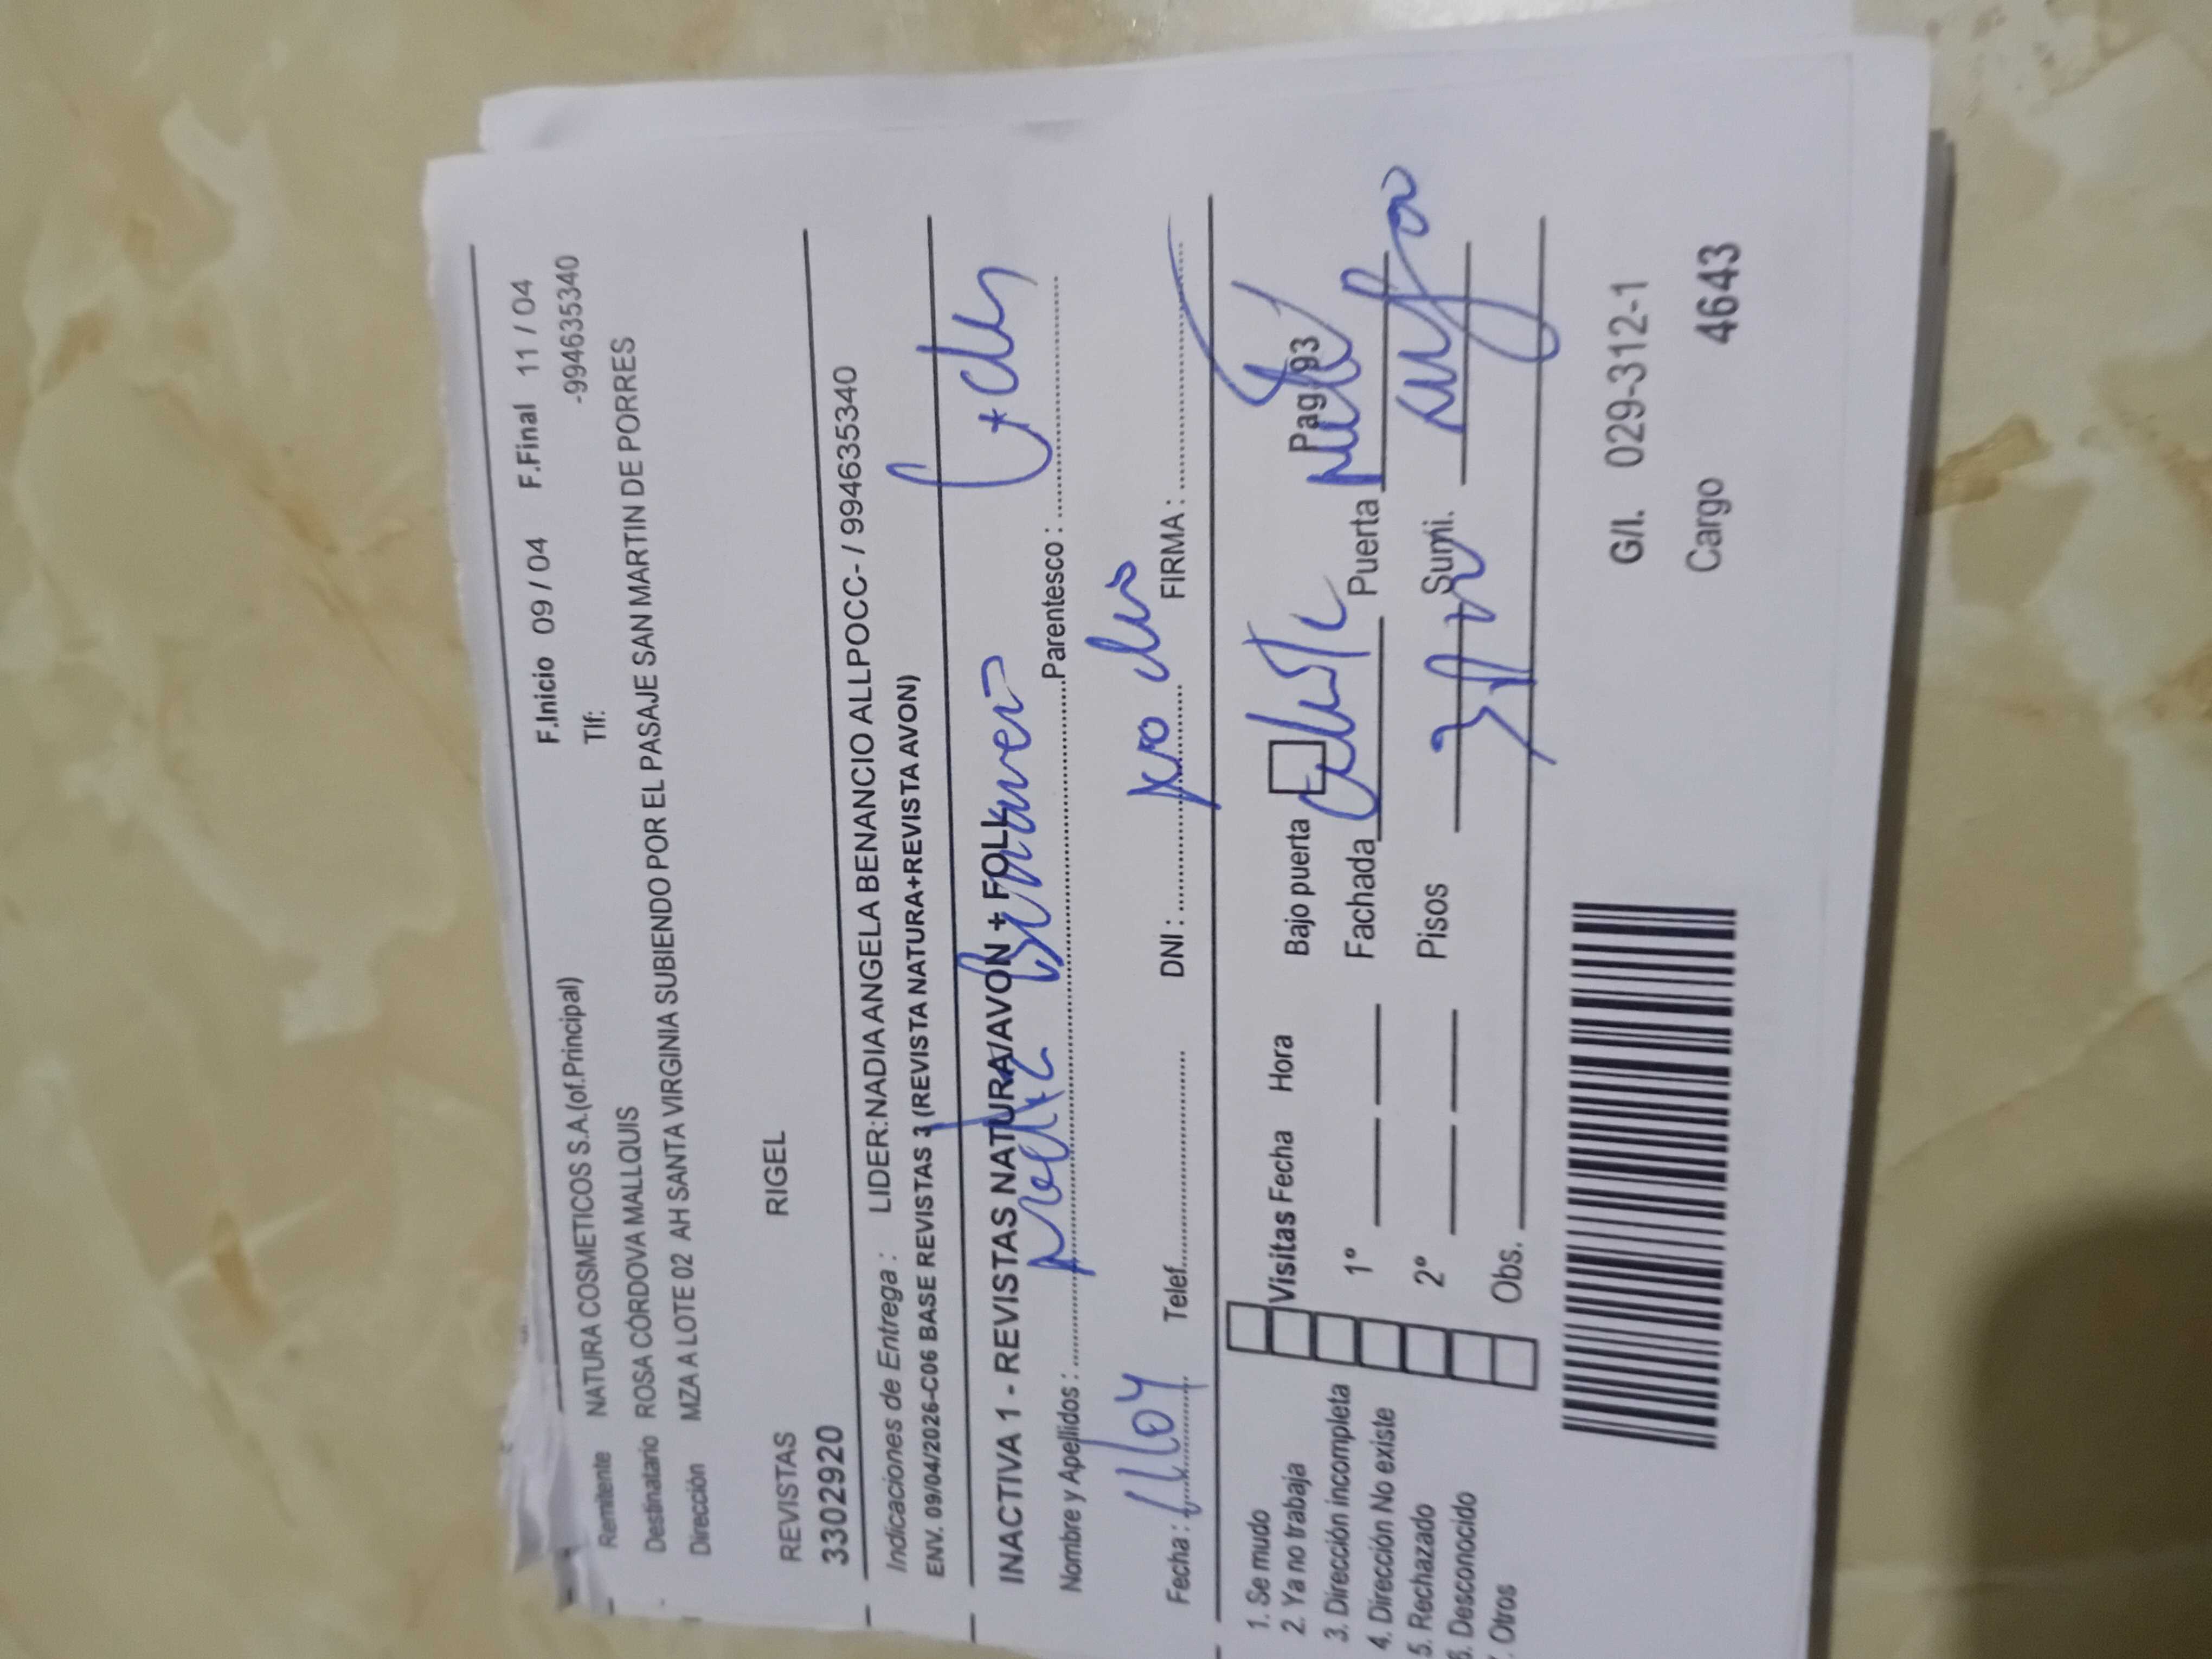 F.Inicio 09 / 04 F.Final 11 / 04
Remitente NATURA COSMETICOS S.A.(of.Principal) Tlf: -994635340
Destinatario ROSA CÓRDOVA MALLQUIS
Dirección MZA A LOTE 02 AH SANTA VIRGINIA SUBIENDO POR EL PASAJE SAN MARTIN DE PORRES
REVISTAS RIGEL
3302920
Indicaciones de Entrega : LIDER:NADIA ANGELA BENANCIO ALLPOCC- / 994635340
ENV. 09/04/2026-C06 BASE REVISTAS 3 (REVISTA NATURA+REVISTA AVON)
INACTIVA 1 - REVISTAS NATURA/AVON + FOLL
Nombre y Apellidos : Parentesco :
Fecha : 11/04 Telef. DNI : no FIRMA :
1. Se mudo
2. Ya no trabaja
3. Dirección incompleta
4. Dirección No existe
5. Rechazado
6. Desconocido
. Otros
Visitas Fecha Hora Bajo puerta Pag 93
1º Fachada Puerta
2º Pisos Sumi.
Obs.
G/I. 029-312-1
Cargo 4643